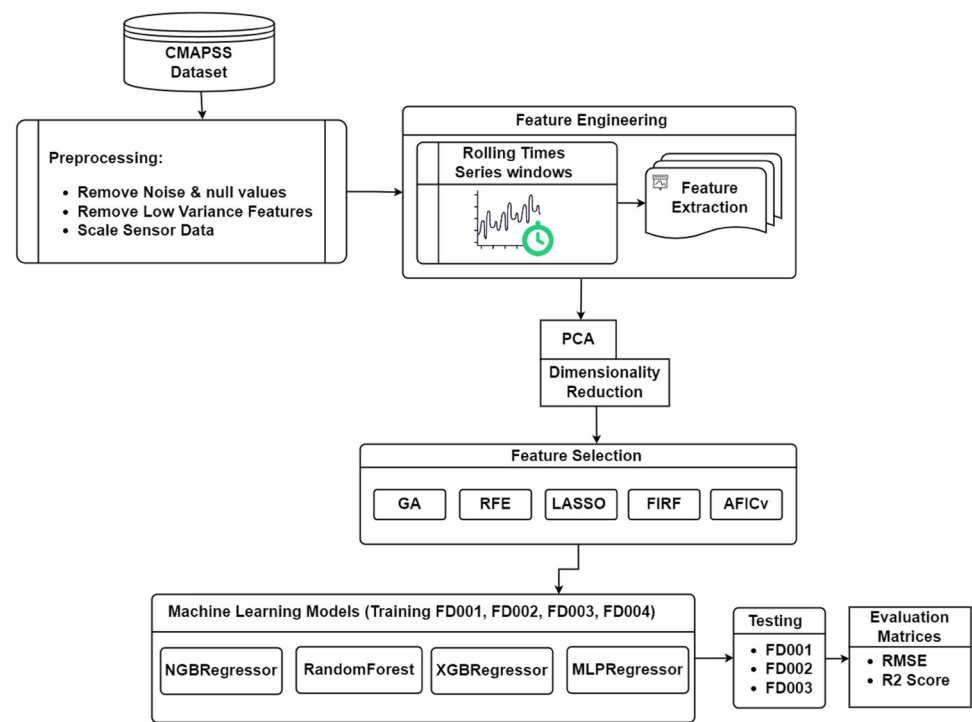 CMAPSS
Dataset
Preprocessing:
• Remove Noise & null values
• Remove Low Variance Features
• Scale Sensor Data
Feature Engineering
Rolling Times
Series windows
Feature
Extraction
PCA
Dimensionality
Reduction
Feature Selection
GA
RFE
LASSO
FIRF
AFICv
Machine Learning Models (Training FD001, FD002, FD003, FD004)
NGBRegressor
RandomForest
XGBRegressor
MLPRegressor
Testing
• FD001
• FD002
• FD003
Evaluation
Matrices
• RMSE
• R2 Score